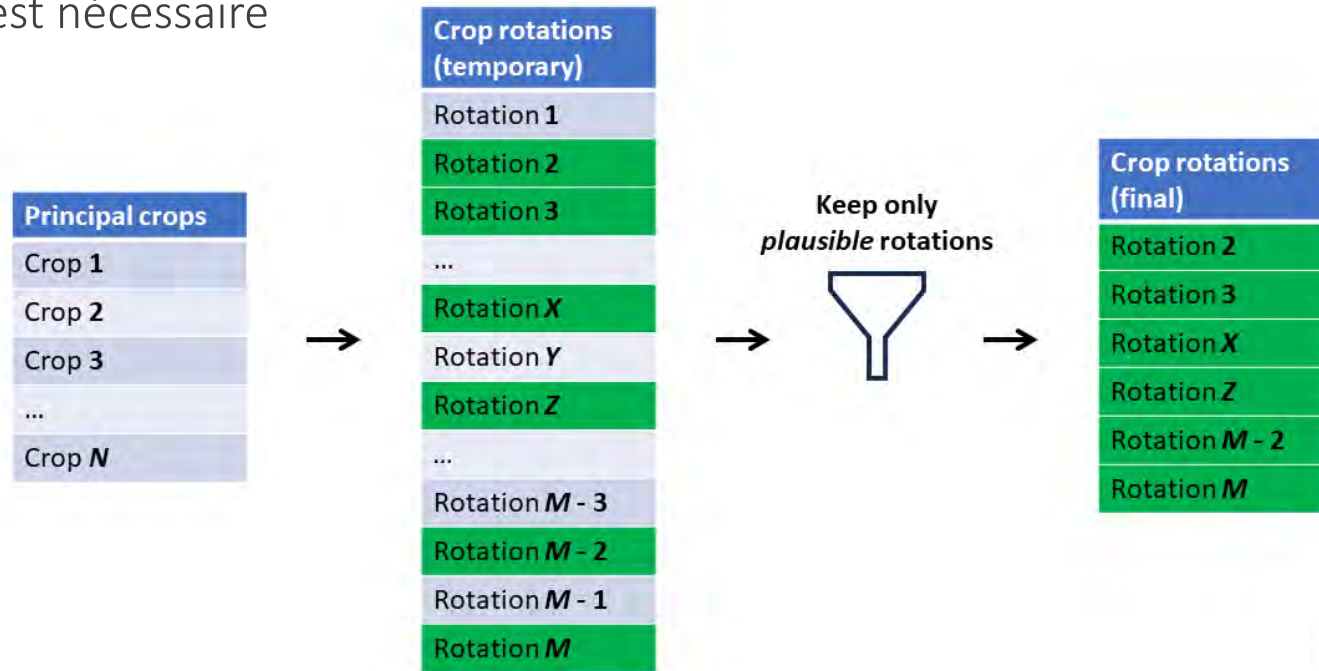 est nécessaire
Principal crops
Crop 1
Crop 2
Crop 3
...
Crop N
Crop rotations
(temporary)
Rotation 1
Rotation 2
Rotation 3
...
Rotation X
Rotation Y
Rotation Z
...
Rotation M - 3
Rotation M - 2
Rotation M - 1
Rotation M
Keep only
plausible rotations
Crop rotations
(final)
Rotation 2
Rotation 3
Rotation X
Rotation Z
Rotation M - 2
Rotation M